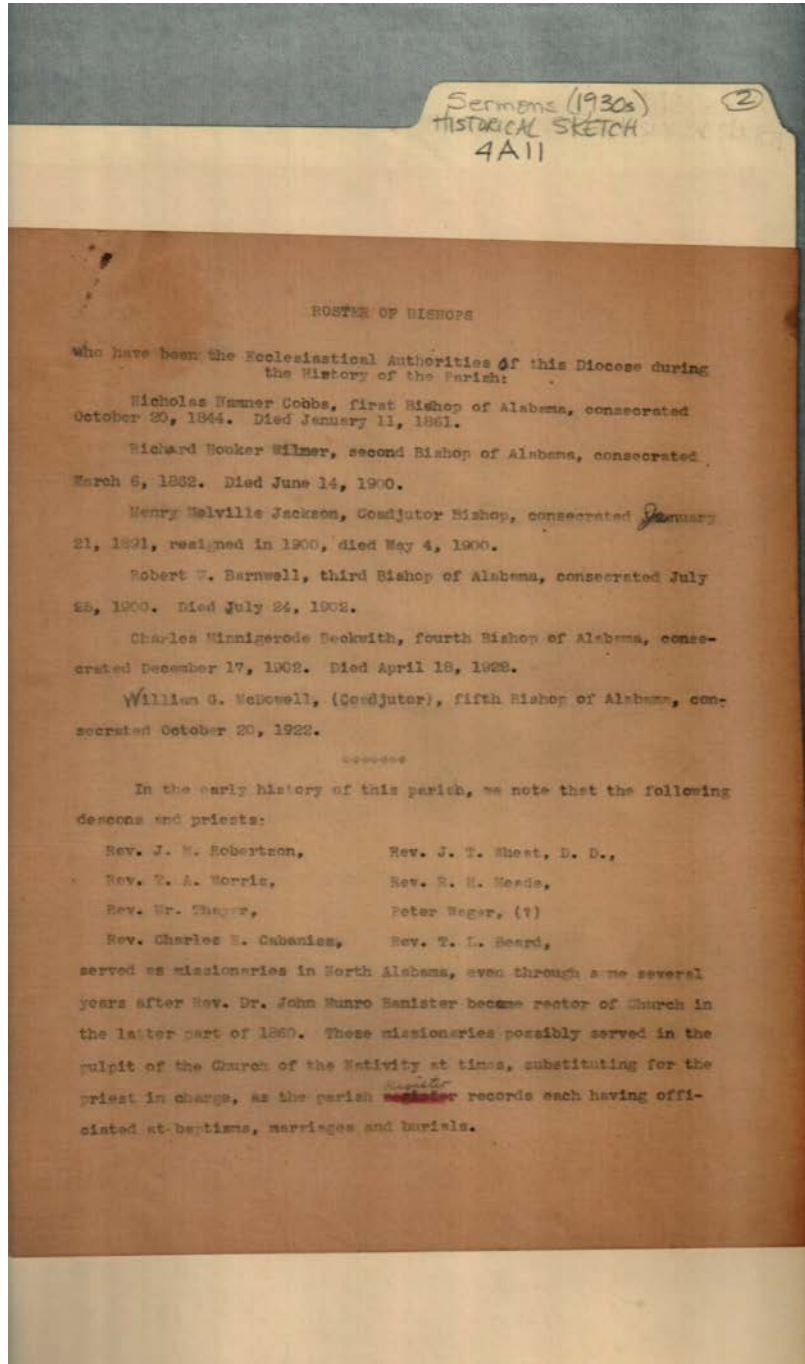 Sermons (1930s) 2
HISTORICAL SKETCH
4A11
ROSTER OF BISHOPS
Who have been the Ecclesiastical Authorities of this Diocese during
the History of the Parish:
Nicholas Hamner Cobbs, first Bishop of Alabama, consecrated
October 20, 1844. Died January 11, 1861.
Richard Hooker Wilmer, second Bishop of Alabama, consecrated
March 6, 1862. Died June 14, 1900.
Henry Melville Jackson, Coadjutor Bishop, consecrated January
21, 1891, resigned in 1900, died May 4, 1900.
Robert W. Barnwell, third Bishop of Alabama, consecrated July
25, 1900. Died July 24, 1902.
Charles Minnigerode Beckwith, fourth Bishop of Alabama, conse-
crated December 17, 1902. Died April 18, 1928.
William G. McDowell, (Coadjutor), fifth Bishop of Alabama, con-
secrated October 20, 1922.
*******
In the early history of this parish, we note that the following
deacons and priests:
Rev. J. M. Robertson, Rev. J. T. Wheat, D. D.,
Rev. T. A. Morris, Rev. R. H. Meade,
Rev. Mr. Thayer, Peter Wager, (?)
Rev. Charles H. Cabaniss, Rev. T. L. Beard,
served as missionaries in North Alabama, even through some several
years after Rev. Dr. John Munro Banister became rector of Church in
the latter part of 1860. These missionaries possibly served in the
pulpit of the Church of the Nativity at times, substituting for the
priest in charge, as the parish Register records each having offi-
ciated at baptisms, marriages and burials.